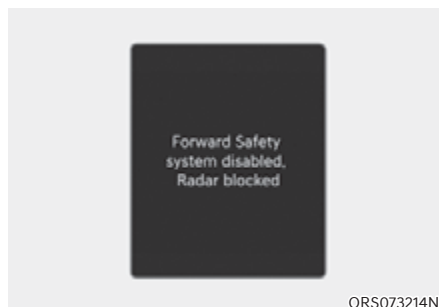 Forward Safety
system disabled.
Radar blocked
ORS073214N